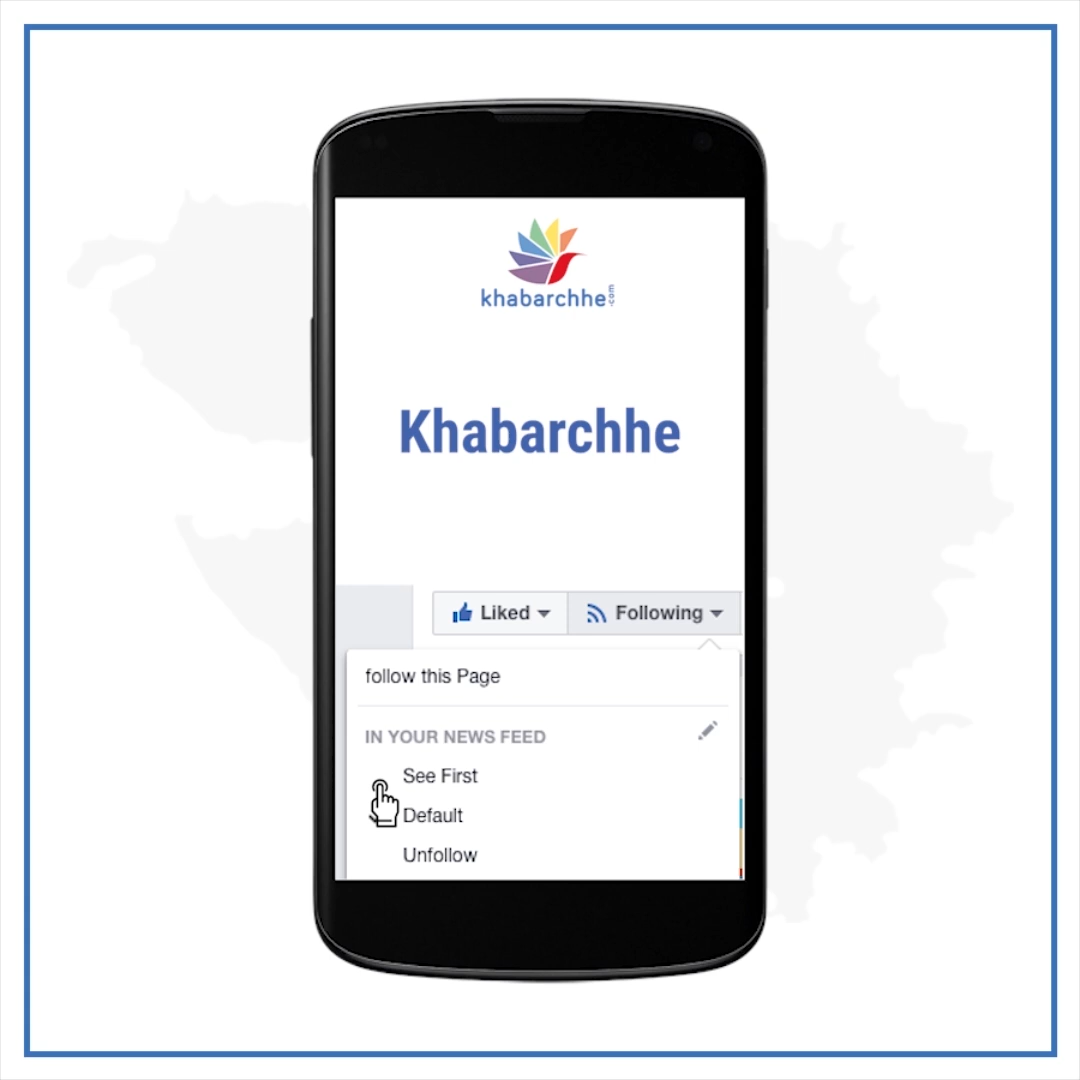 khabarchhe.com
Khabarchhe
Liked
Following
follow this Page
IN YOUR NEWS FEED
See First
Default
Unfollow